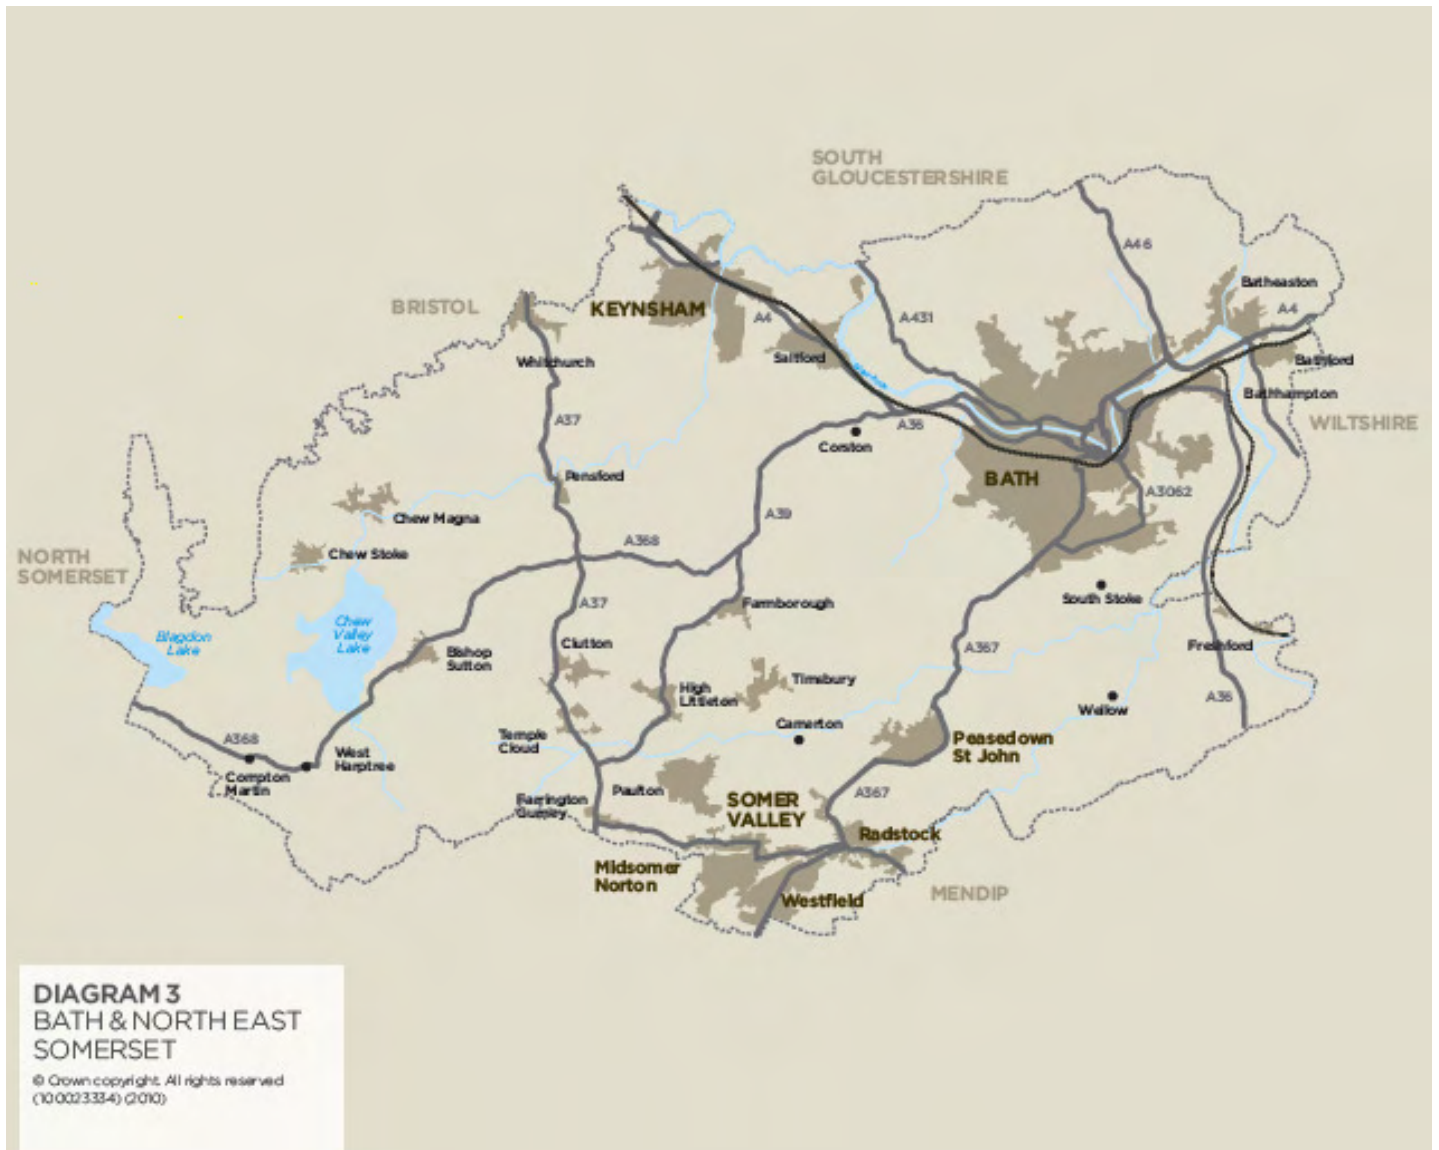 SOUTH
GLOUCESTERSHIRE
A46
Batheaston
BRISTOL
KEYNSHAM
A4
A431
A4
Whitchurch
Saltford
Bathford
Bathhampton
A37
A36
WILTSHIRE
Corston
Pensford
BATH
A3062
Chew Magna
A39
NORTH
SOMERSET
Chew Stoke
A368
A37
Farmborough
South Stoke
Blagdon
Lake
Chew
Valley
Lake
Bishop
Sutton
Clutton
A367
Freshford
High
Littleton
Timsbury
Wellow
A36
A368
Temple
Cloud
Camerton
Peasedown
St John
Compton
Martin
West
Harptree
Farrington
Gurney
Paulton
SOMER
VALLEY
A367
Radstock
Midsomer
Norton
Westfield
MENDIP
DIAGRAM 3
BATH & NORTH EAST
SOMERSET
© Crown copyright. All rights reserved
(100023334) (2010)